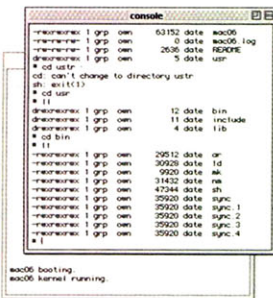 console
-rwxrwxrwx 1 grp own 63152 date mac06
-rw-rw-rw- 1 grp own 0 date mac06.log
-rw-rw-rw- 1 grp own 2636 date README
drwxrwxrwx 1 grp own 5 date usr
# cd ustr
cd: can't change to directory ustr
sh: exit(1)
# cd usr
# ll
drwxrwxrwx 1 grp own 12 date bin
drwxrwxrwx 1 grp own 11 date include
drwxrwxrwx 1 grp own 4 date lib
# cd bin
# ll
-rwxrwxrwx 1 grp own 29512 date ar
-rwxrwxrwx 1 grp own 30928 date ld
-rwxrwxrwx 1 grp own 9920 date mk
-rwxrwxrwx 1 grp own 31432 date nm
-rwxrwxrwx 1 grp own 47344 date sh
-rwxrwxrwx 1 grp own 35920 date sync
-rwxrwxrwx 1 grp own 35920 date sync.1
-rwxrwxrwx 1 grp own 35920 date sync.2
-rwxrwxrwx 1 grp own 35920 date sync.3
-rwxrwxrwx 1 grp own 35920 date sync.4
#
mac06 booting.
mac06 kernel running.